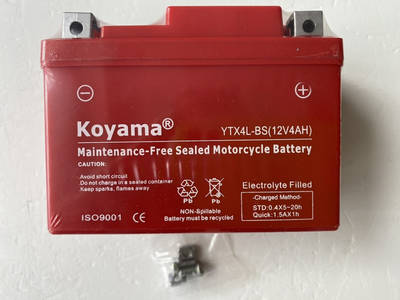 Koyama®
YTX4L-BS(12V4AH)
Maintenance-Free Sealed Motorcycle Battery
⚠CAUTION:
Avoid short circuit
Do not charge in a sealed container
Keep sparks, flames away
Pb
Pb
Electrolyte Filled
-Charged Method-
STD:0.4X5~20h
Quick:1.5AX1h
ISO9001 CE
NON-Spillable
Battery must be recycled